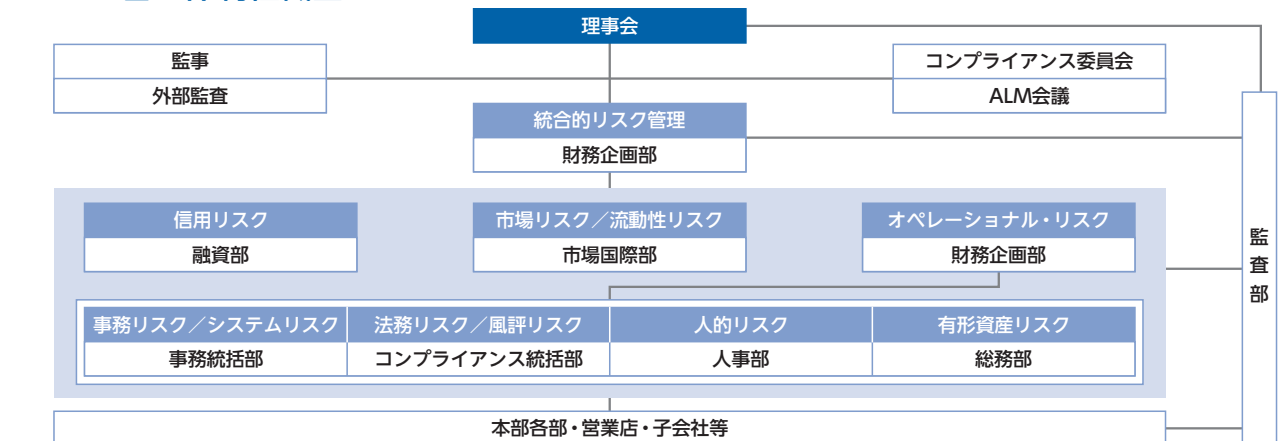 理事会
監事
外部監査
コンプライアンス委員会
ALM会議
統合的リスク管理
財務企画部
信用リスク
融資部
市場リスク／流動性リスク
市場国際部
オペレーショナル・リスク
財務企画部
事務リスク／システムリスク
事務統括部
法務リスク／風評リスク
コンプライアンス統括部
人的リスク
人事部
有形資産リスク
総務部
監査部
本部各部・営業店・子会社等